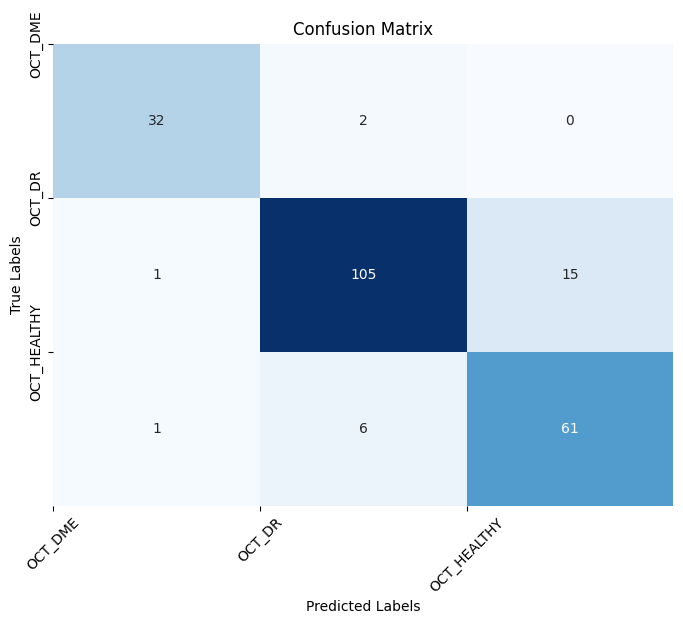 Confusion Matrix
True Labels
OCT_DME
32 2 0
OCT_DR
1 105 15
OCT_HEALTHY
1 6 61
OCT_DME OCT_DR OCT_HEALTHY
Predicted Labels